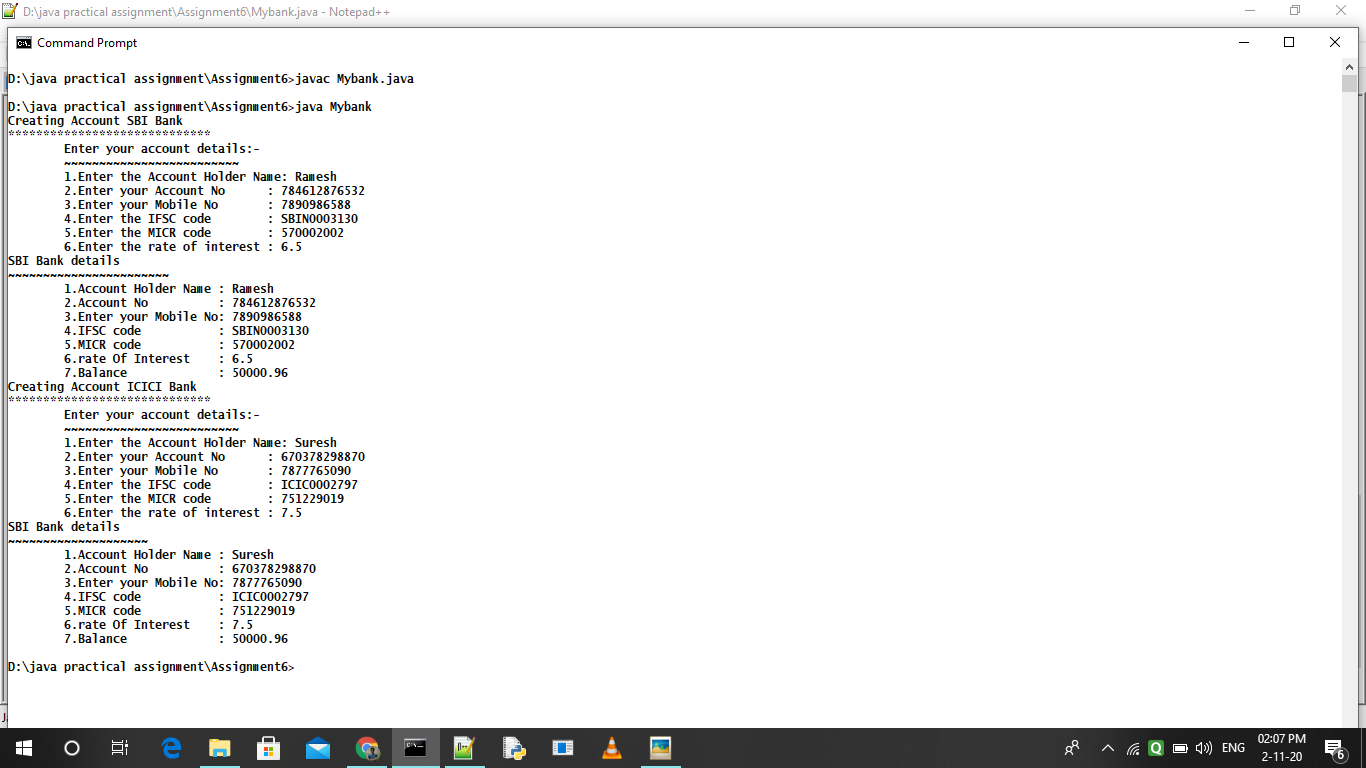 D:\java practical assignment\Assignment6\Mybank.java - Notepad++
Command Prompt
D:\java practical assignment\Assignment6>javac Mybank.java
D:\java practical assignment\Assignment6>java Mybank
Creating Account SBI Bank
*****************************
Enter your account details:-
~~~~~~~~~~~~~~~~~~~~~~~~~
1.Enter the Account Holder Name: Ramesh
2.Enter your Account No      : 784612876532
3.Enter your Mobile No       : 7890986588
4.Enter the IFSC code        : SBIN0003130
5.Enter the MICR code        : 570002002
6.Enter the rate of interest : 6.5
SBI Bank details
~~~~~~~~~~~~~~~~~~~~~~~
1.Account Holder Name : Ramesh
2.Account No          : 784612876532
3.Enter your Mobile No: 7890986588
4.IFSC code           : SBIN0003130
5.MICR code           : 570002002
6.rate Of Interest    : 6.5
7.Balance             : 50000.96
Creating Account ICICI Bank
*****************************
Enter your account details:-
~~~~~~~~~~~~~~~~~~~~~~~~~
1.Enter the Account Holder Name: Suresh
2.Enter your Account No      : 670378298870
3.Enter your Mobile No       : 7877765090
4.Enter the IFSC code        : ICIC0002797
5.Enter the MICR code        : 751229019
6.Enter the rate of interest : 7.5
SBI Bank details
~~~~~~~~~~~~~~~~~~~~
1.Account Holder Name : Suresh
2.Account No          : 670378298870
3.Enter your Mobile No: 7877765090
4.IFSC code           : ICIC0002797
5.MICR code           : 751229019
6.rate Of Interest    : 7.5
7.Balance             : 50000.96
D:\java practical assignment\Assignment6>
ENG
02:07 PM
2-11-20
6